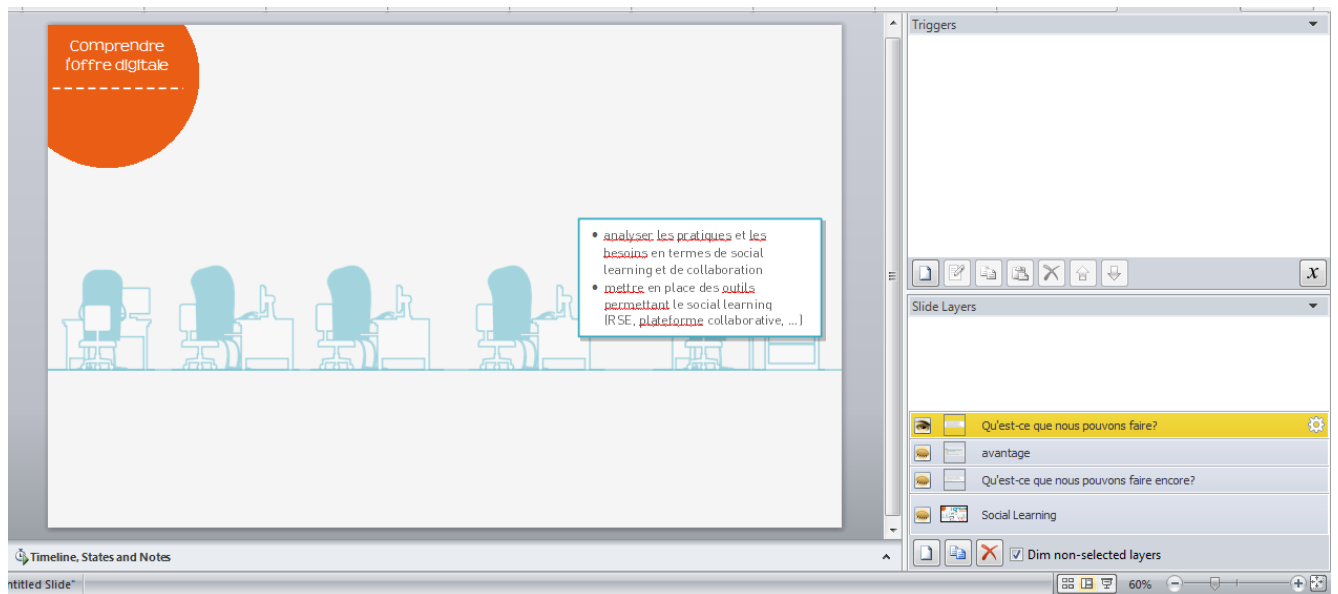 Comprendre
l'offre digitale
• analyser les pratiques et les
besoins en termes de social
learning et de collaboration
• mettre en place des outils
permettant le social learning
(RSE, plateforme collaborative, ...)
Triggers
x
Slide Layers
Qu'est-ce que nous pouvons faire?
avantage
Qu'est-ce que nous pouvons faire encore?
Social Learning
Dim non-selected layers
Timeline, States and Notes
ntitled Slide"
60%